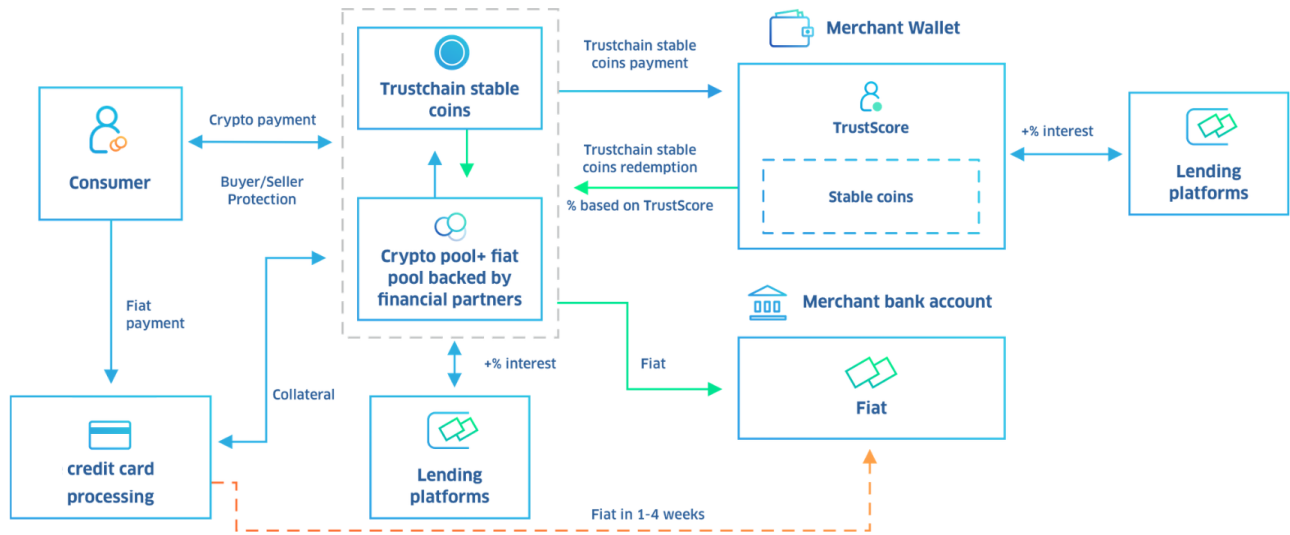 Merchant Wallet
Trustchain stable
coins payment
Trustchain stable
coins
Consumer
Crypto payment
Buyer/Seller
Protection
TrustScore
Stable coins
+% interest
Lending
platforms
Trustchain stable
coins redemption
% based on TrustScore
Crypto pool+ fiat
pool backed by
financial partners
Merchant bank account
Fiat
payment
Collateral
+% interest
Fiat
Fiat
credit card
processing
Lending
platforms
Fiat in 1-4 weeks